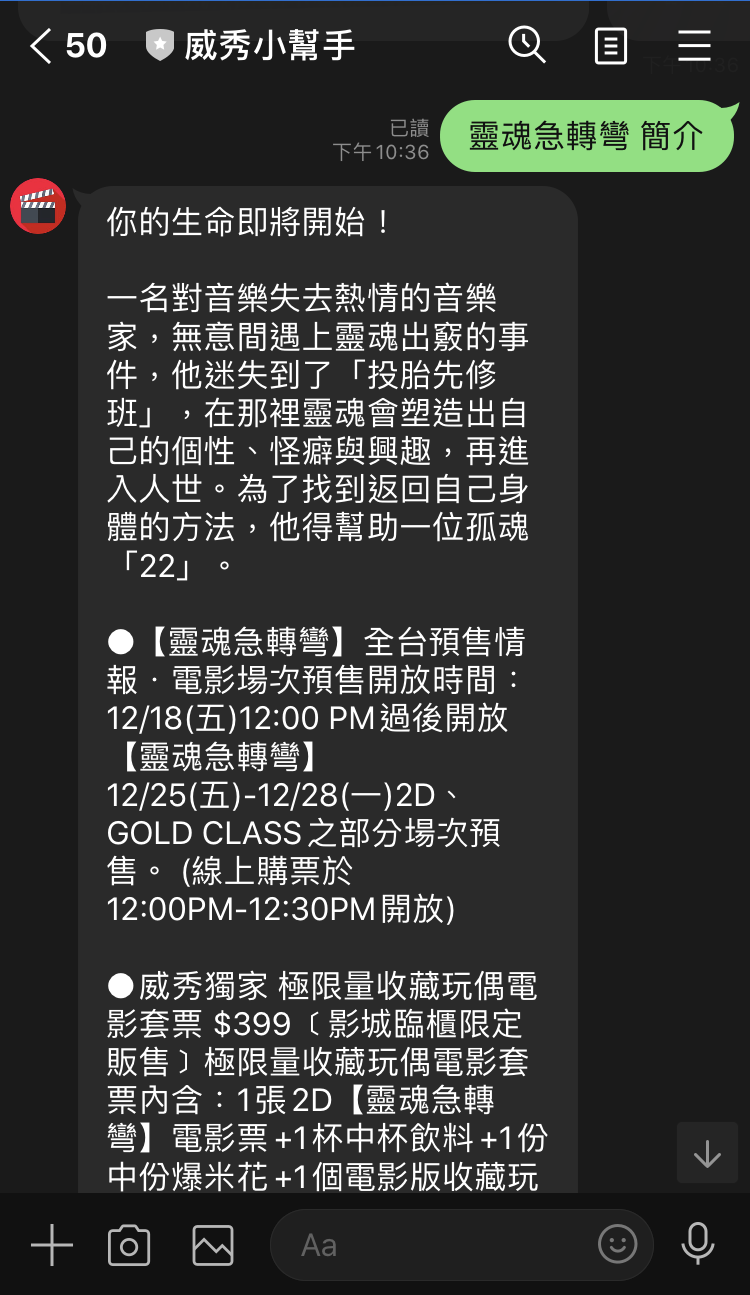 50 威秀小幫手
已讀
下午10:36
靈魂急轉彎 簡介
你的生命即將開始！
一名對音樂失去熱情的音樂
家，無意間遇上靈魂出竅的事
件，他迷失到了「投胎先修
班」，在那裡靈魂會塑造出自
己的個性、怪癖與興趣，再進
入人世。為了找到返回自己身
體的方法，他得幫助一位孤魂
「22」。
●【靈魂急轉彎】全台預售情
報．電影場次預售開放時間：
12/18(五)12:00 PM過後開放
【靈魂急轉彎】
12/25(五)-12/28(一)2D、
GOLD CLASS之部分場次預
售。 (線上購票於
12:00PM-12:30PM開放)
●威秀獨家 極限量收藏玩偶電
影套票 $399﹝影城臨櫃限定
販售﹞極限量收藏玩偶電影套
票內含：1張2D【靈魂急轉
彎】電影票+1杯中杯飲料+1份
中份爆米花+1個電影版收藏玩
Aa